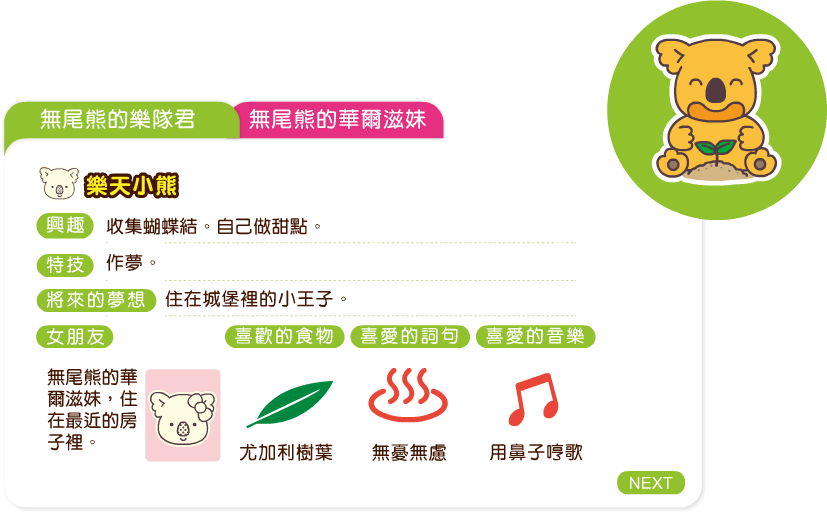 無尾熊的樂隊君
無尾熊的華爾滋妹
樂天小熊
興趣 收集蝴蝶結。自己做甜點。
特技 作夢。
將來的夢想 住在城堡裡的小王子。
女朋友 喜歡的食物 喜愛的詞句 喜愛的音樂
無尾熊的華
爾滋妹，住
在最近的房
子裡。
尤加利樹葉 無憂無慮 用鼻子哼歌
NEXT